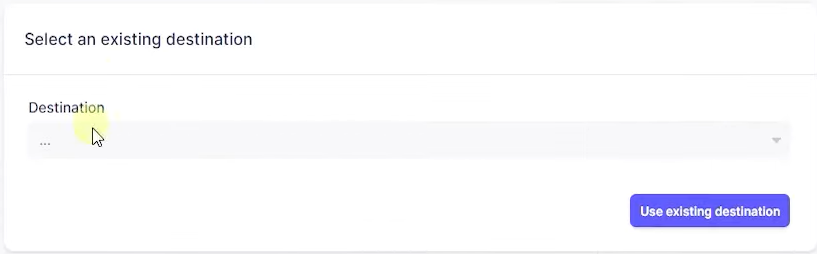 Select an existing destination
Destination
...
Use existing destination